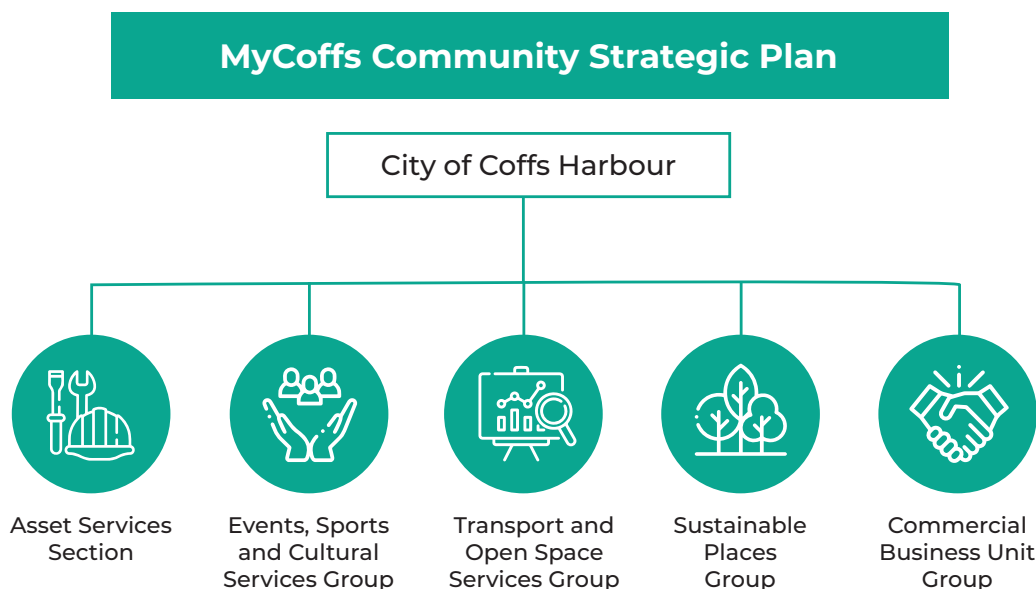 MyCoffs Community Strategic Plan
City of Coffs Harbour
Asset Services
Section
Events, Sports
and Cultural
Services Group
Transport and
Open Space
Services Group
Sustainable
Places
Group
Commercial
Business Unit
Group